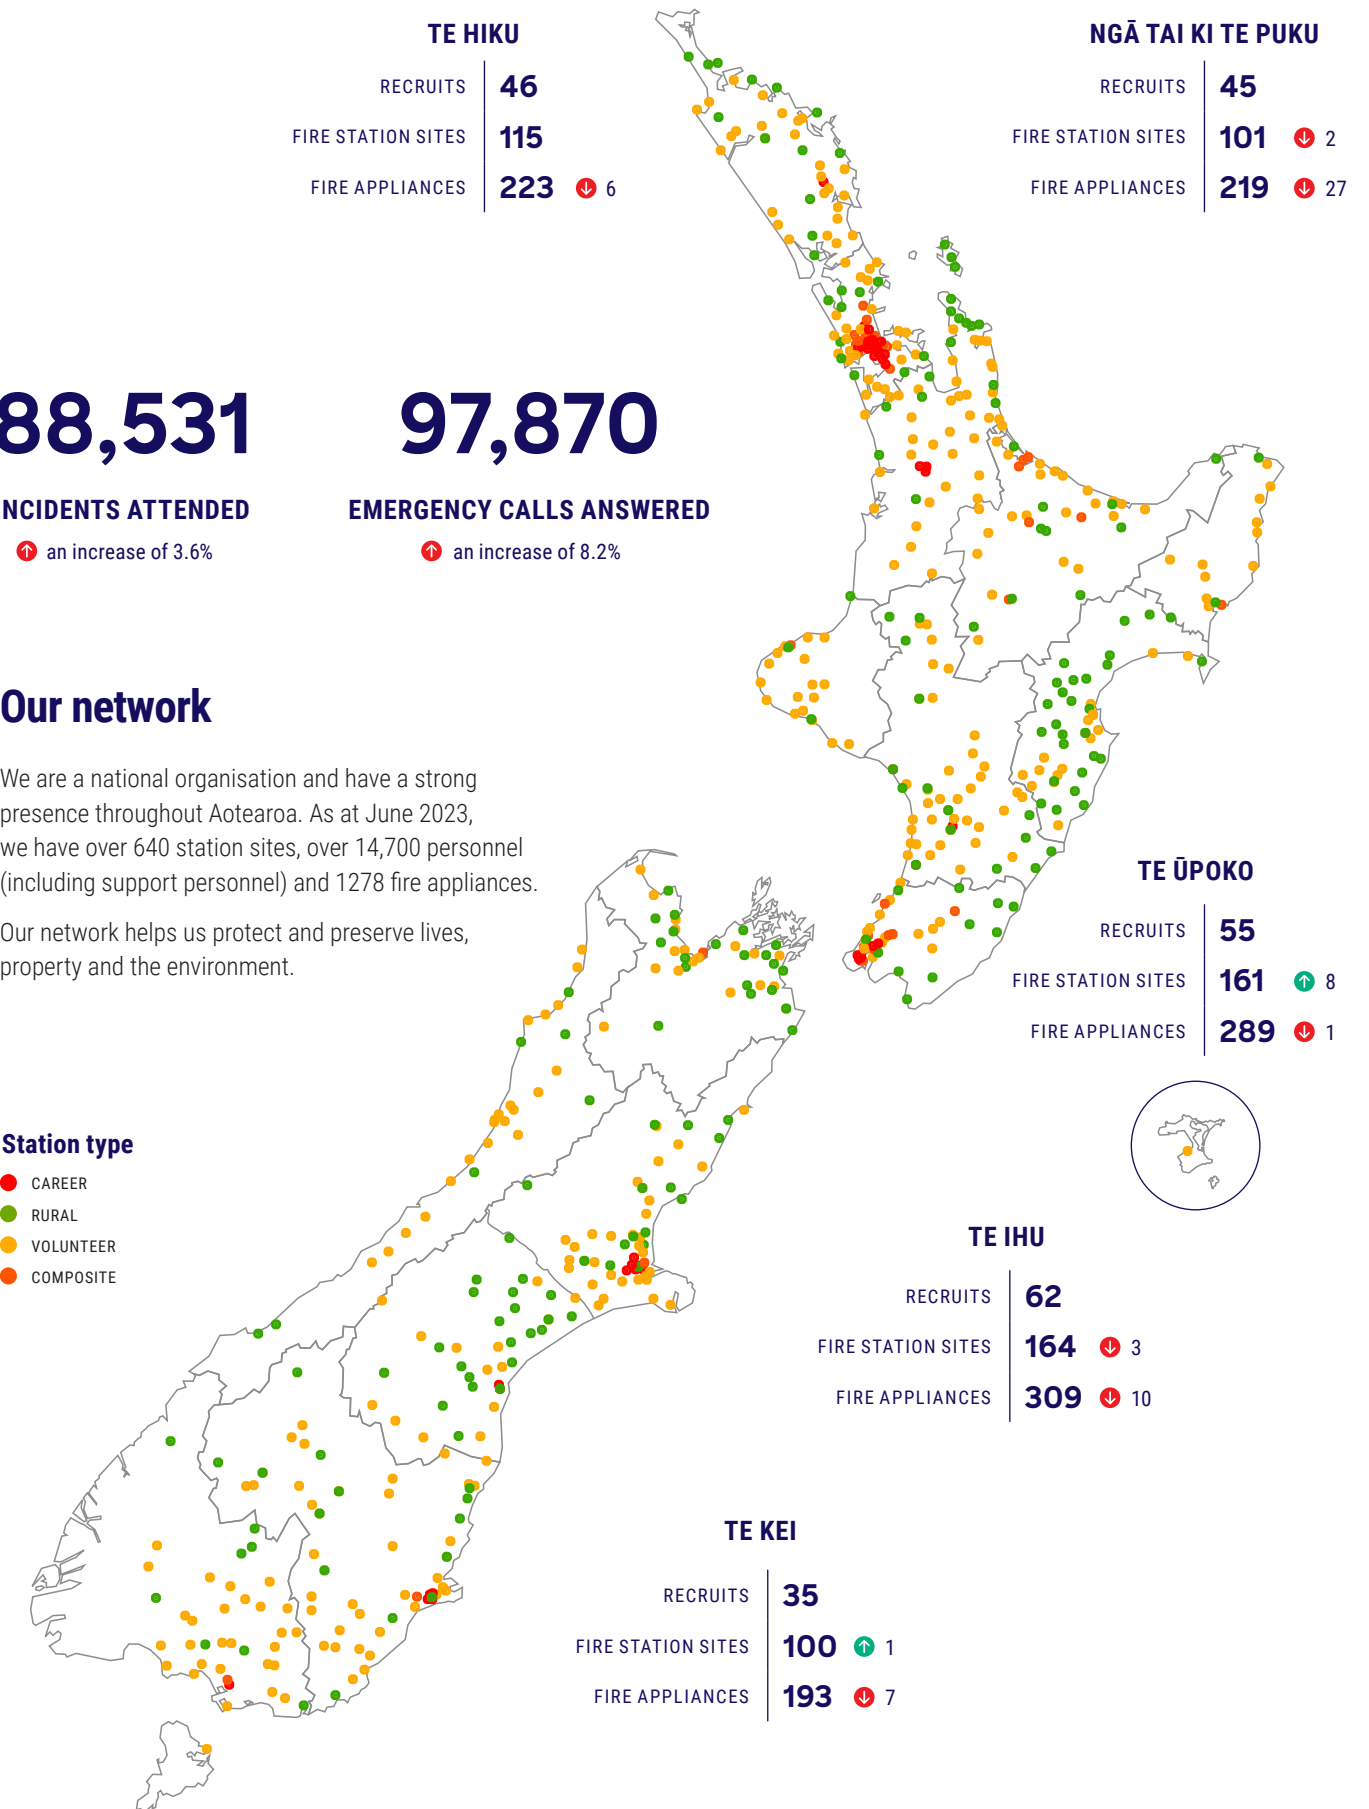 TE HIKU
RECRUITS 46
FIRE STATION SITES 115
FIRE APPLIANCES 223 6
NGĀ TAI KI TE PUKU
RECRUITS 45
FIRE STATION SITES 101 2
FIRE APPLIANCES 219 27
88,531
NCIDENTS ATTENDED
an increase of 3.6%
97,870
EMERGENCY CALLS ANSWERED
an increase of 8.2%
Our network
We are a national organisation and have a strong
presence throughout Aotearoa. As at June 2023,
we have over 640 station sites, over 14,700 personnel
(including support personnel) and 1278 fire appliances.
Our network helps us protect and preserve lives,
property and the environment.
TE ŪPOKO
RECRUITS 55
FIRE STATION SITES 161 8
FIRE APPLIANCES 289 1
Station type
CAREER
RURAL
VOLUNTEER
COMPOSITE
TE IHU
RECRUITS 62
FIRE STATION SITES 164 3
FIRE APPLIANCES 309 10
TE KEI
RECRUITS 35
FIRE STATION SITES 100 1
FIRE APPLIANCES 193 7